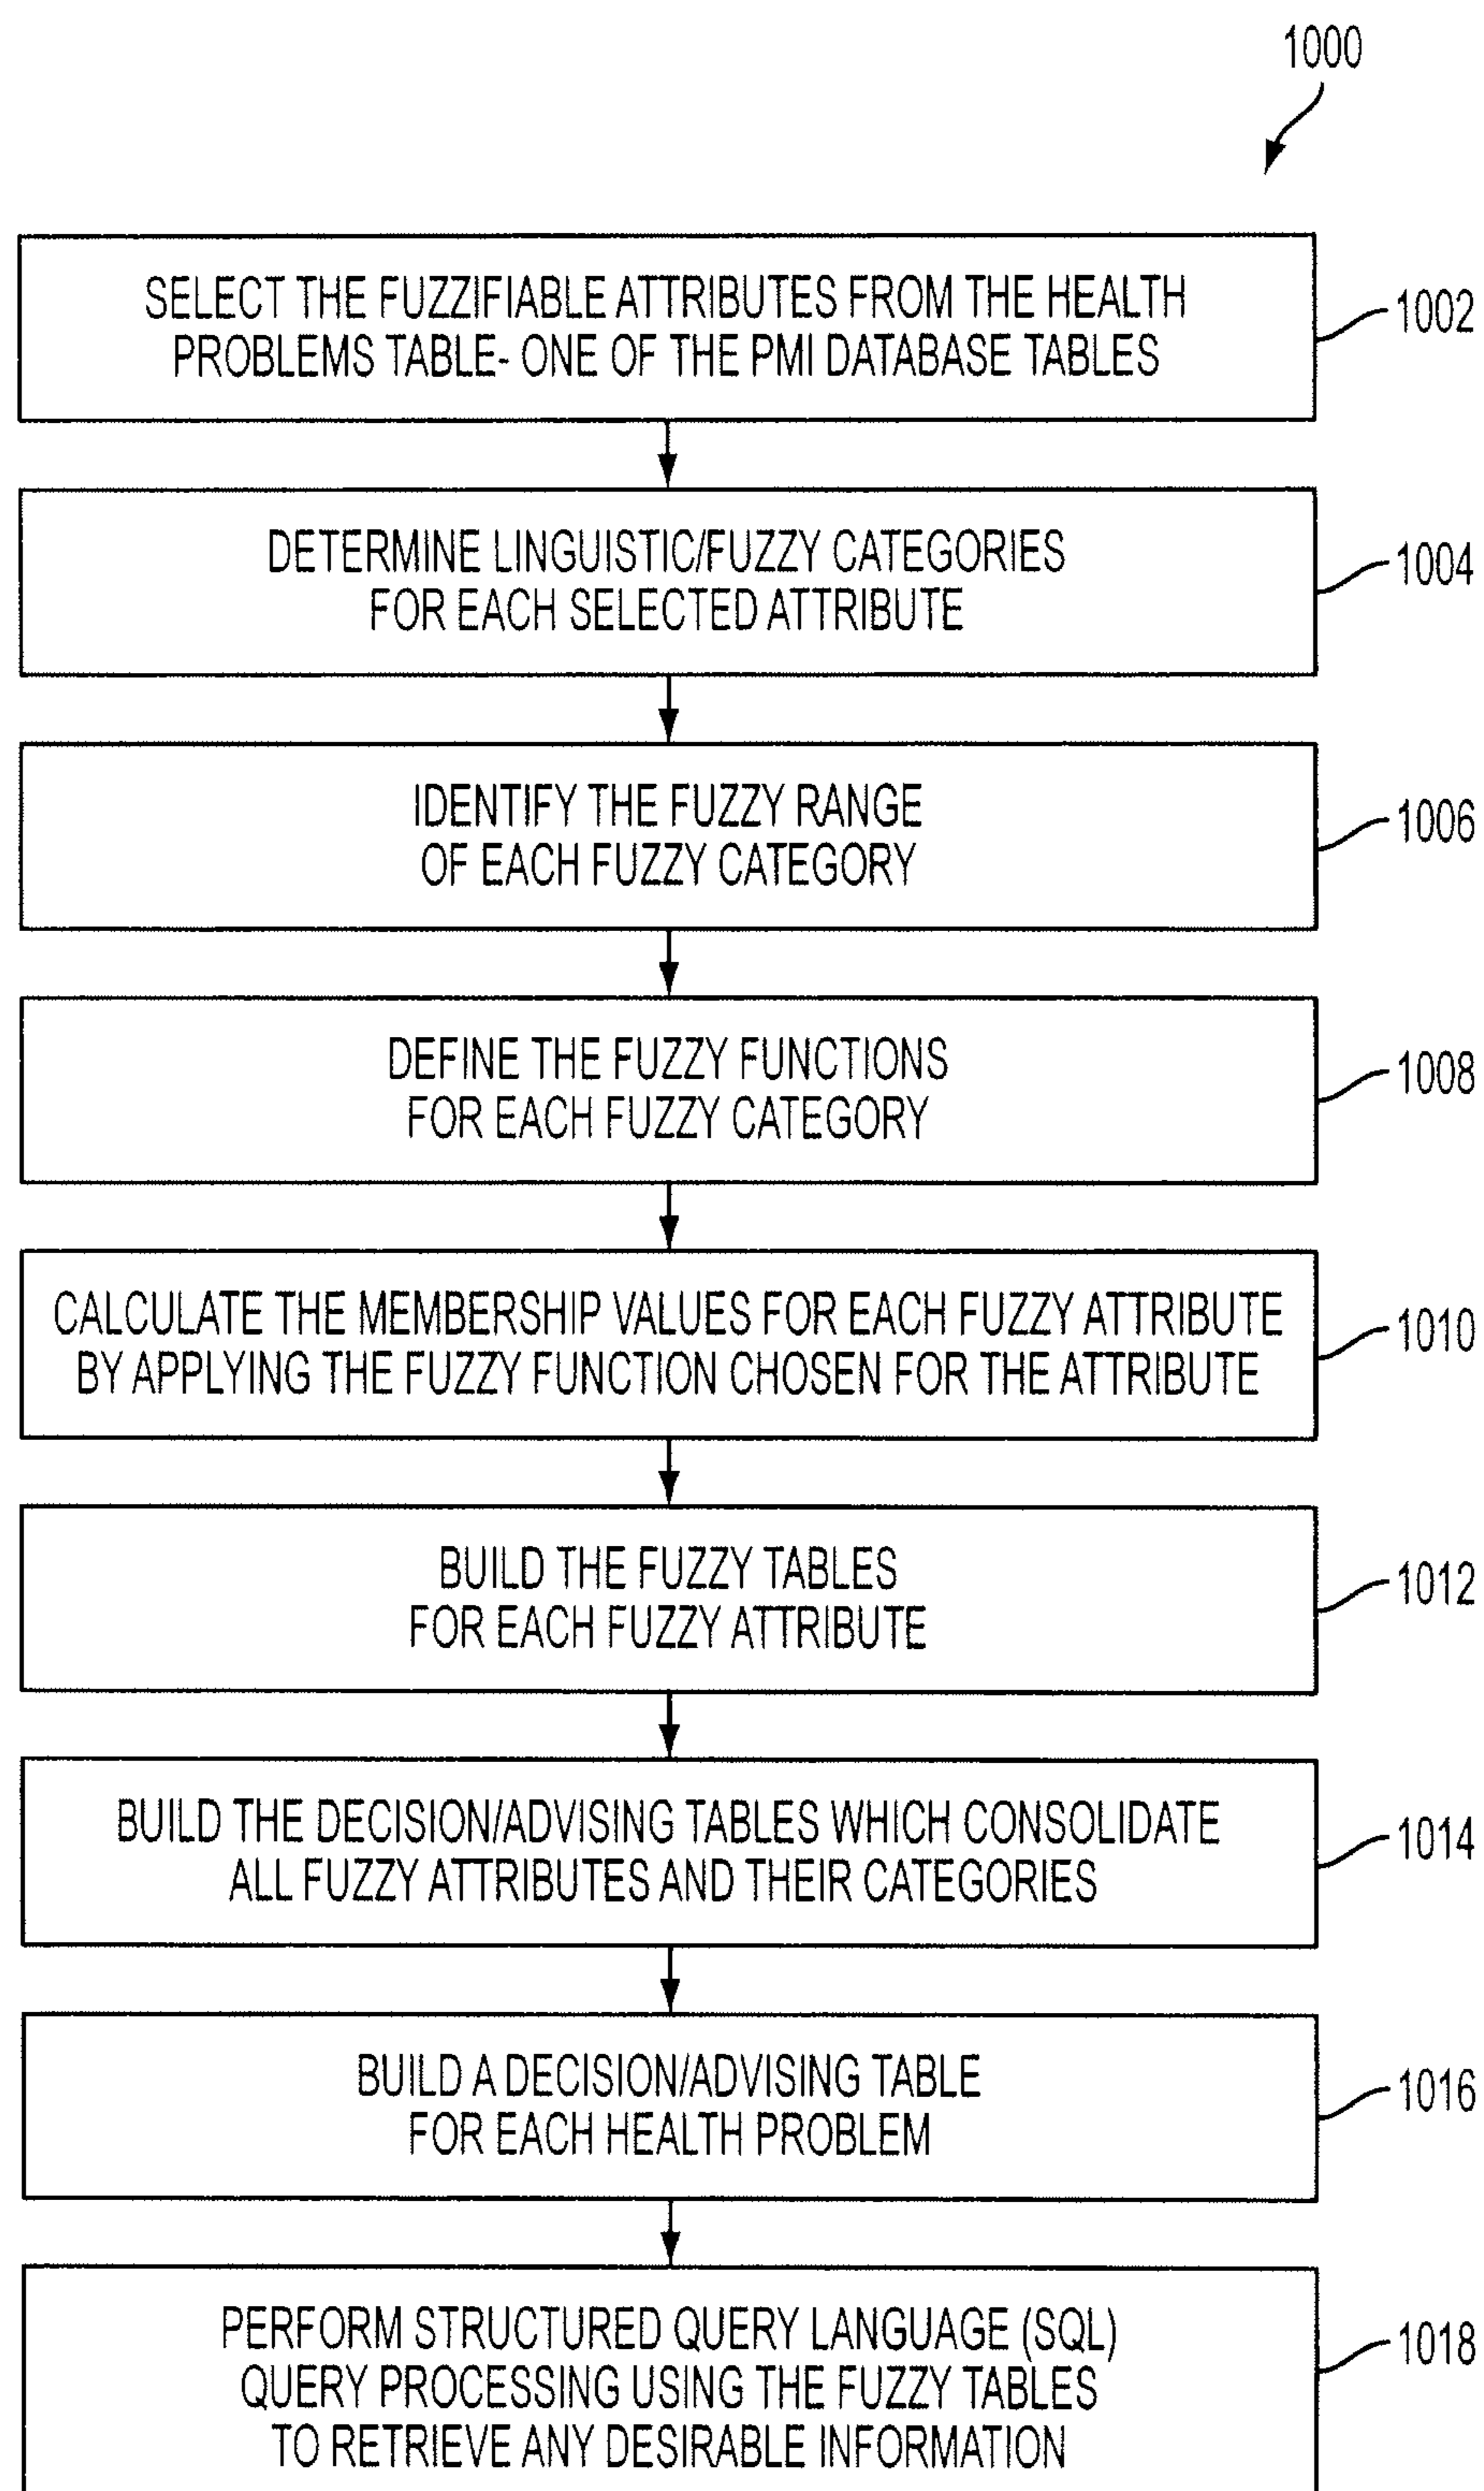 1000
SELECT THE FUZZIFIABLE ATTRIBUTES FROM THE HEALTH
PROBLEMS TABLE- ONE OF THE PMI DATABASE TABLES
1002
DETERMINE LINGUISTIC/FUZZY CATEGORIES
FOR EACH SELECTED ATTRIBUTE
1004
IDENTIFY THE FUZZY RANGE
OF EACH FUZZY CATEGORY
1006
DEFINE THE FUZZY FUNCTIONS
FOR EACH FUZZY CATEGORY
1008
CALCULATE THE MEMBERSHIP VALUES FOR EACH FUZZY ATTRIBUTE
BY APPLYING THE FUZZY FUNCTION CHOSEN FOR THE ATTRIBUTE
1010
BUILD THE FUZZY TABLES
FOR EACH FUZZY ATTRIBUTE
1012
BUILD THE DECISION/ADVISING TABLES WHICH CONSOLIDATE
ALL FUZZY ATTRIBUTES AND THEIR CATEGORIES
1014
BUILD A DECISION/ADVISING TABLE
FOR EACH HEALTH PROBLEM
1016
PERFORM STRUCTURED QUERY LANGUAGE (SQL)
QUERY PROCESSING USING THE FUZZY TABLES
TO RETRIEVE ANY DESIRABLE INFORMATION
1018